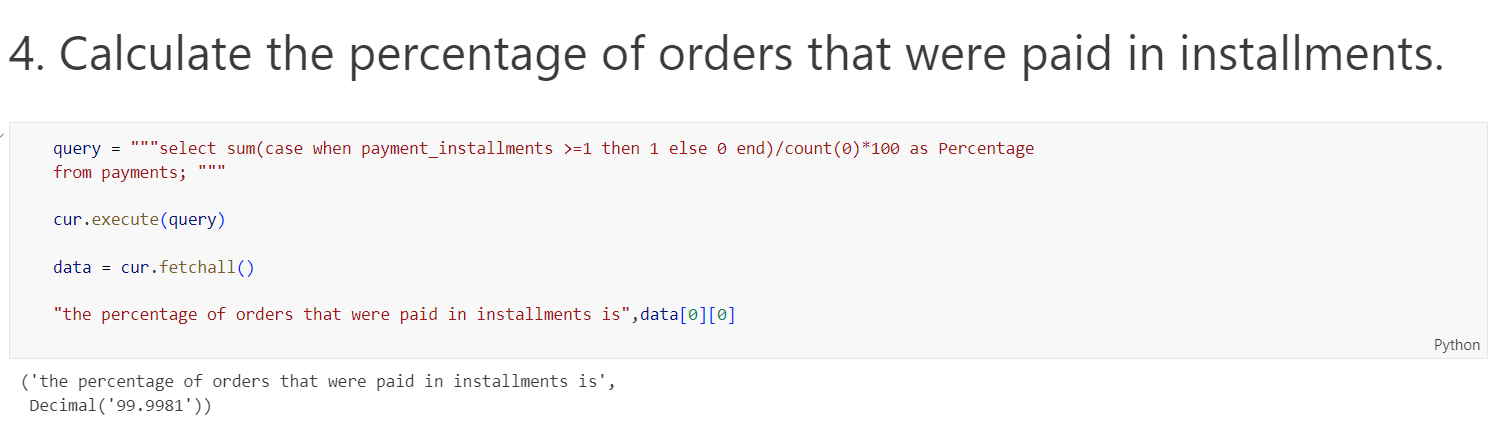 4. Calculate the percentage of orders that were paid in installments.
query = """select sum(case when payment_installments >=1 then 1 else 0 end)/count(0)*100 as Percentage
from payments; """
cur.execute(query)
data = cur.fetchall()
"the percentage of orders that were paid in installments is",data[0][0]
Python
('the percentage of orders that were paid in installments is',
Decimal('99.9981'))